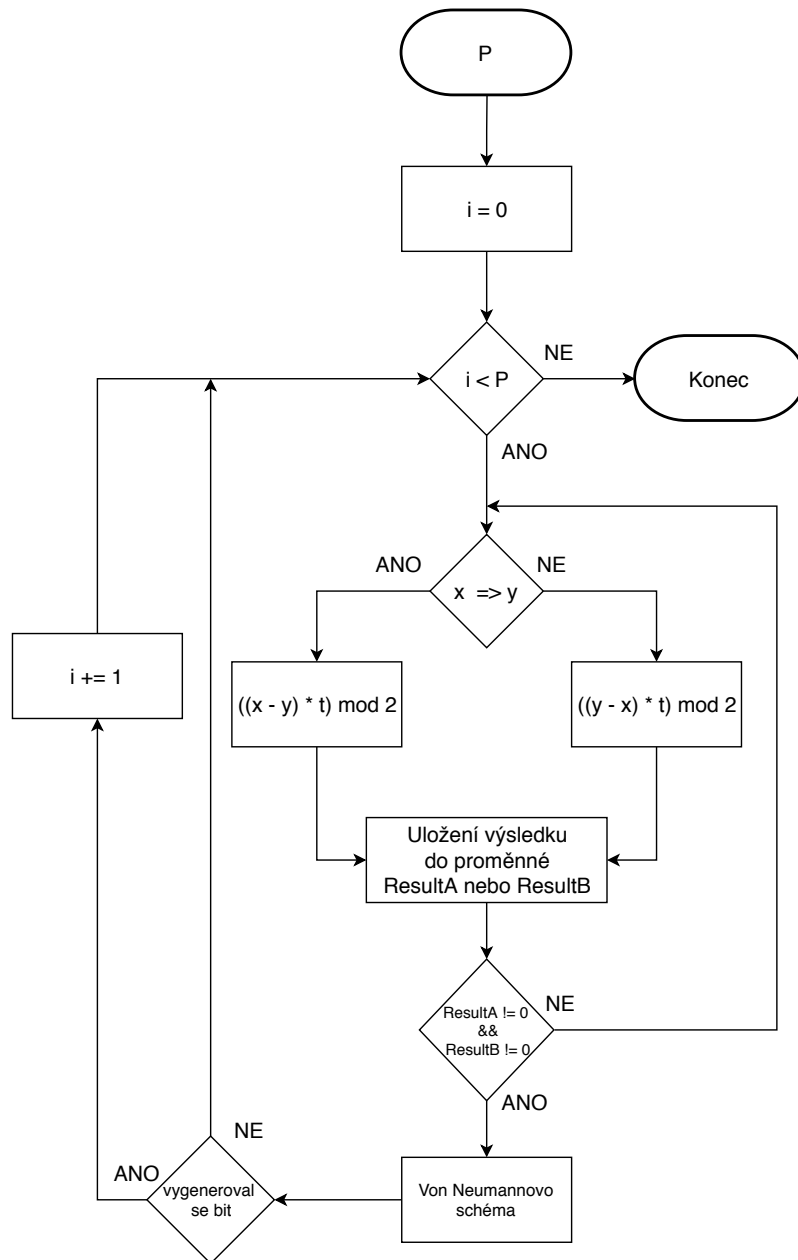 P
i = 0
i < P
NE
Konec
ANO
ANO
NE
x => y
i += 1
((x - y) * t) mod 2
((y - x) * t) mod 2
Uložení výsledku
do proměnné
ResultA nebo ResultB
ResultA != 0
&&
ResultB != 0
NE
ANO
Von Neumannovo
schéma
NE
ANO
vygeneroval
se bit